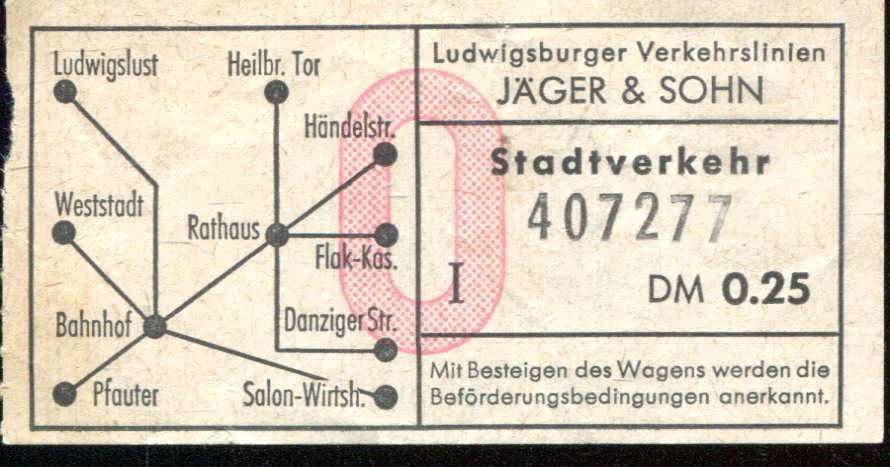 Ludwigslust
Heilbr. Tor
Händelstr.
Weststadt
Rathaus
Flak-Kas.
Bahnhof
Danziger Str.
Pfauter
Salon-Wirtsh.
Ludwigsburger Verkehrslinien
JÄGER & SOHN
Stadtverkehr
407277
I
DM 0.25
Mit Besteigen des Wagens werden die
Beförderungsbedingungen anerkannt.
0